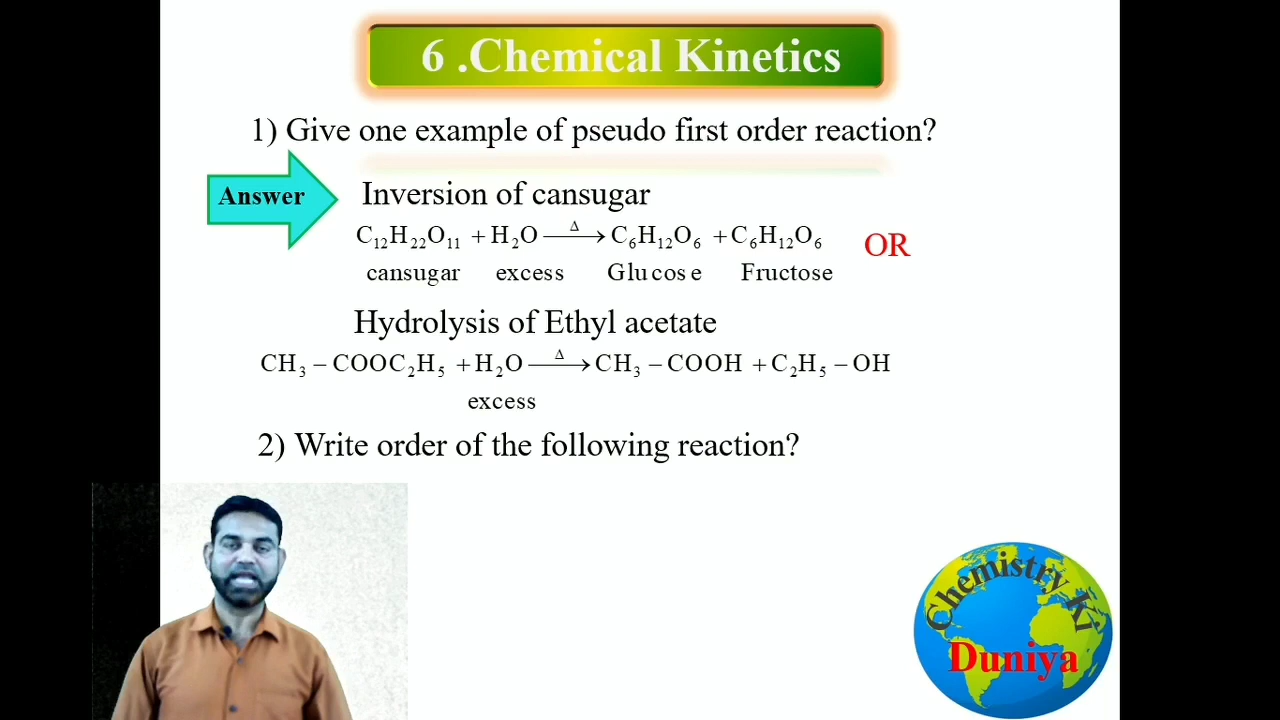 6 .Chemical Kinetics
1) Give one example of pseudo first order reaction?
Answer
Inversion of cansugar
C₁₂H₂₂O₁₁ + H₂O —Δ→ C₆H₁₂O₆ + C₆H₁₂O₆
OR
cansugar excess Glu cos e Fructose
Hydrolysis of Ethyl acetate
CH₃ – COOC₂H₅ + H₂O —Δ→ CH₃ – COOH + C₂H₅ – OH
excess
2) Write order of the following reaction?
Chemistry Ki
Duniya